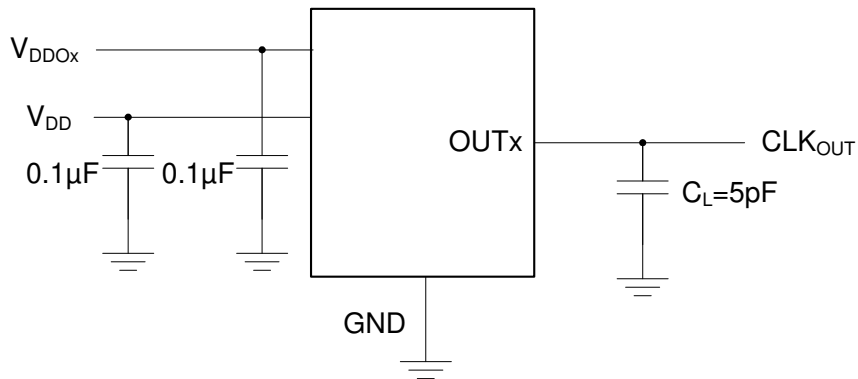 V_DDOx
V_DD
OUTx
CLK_OUT
0.1µF
0.1µF
C_L=5pF
GND